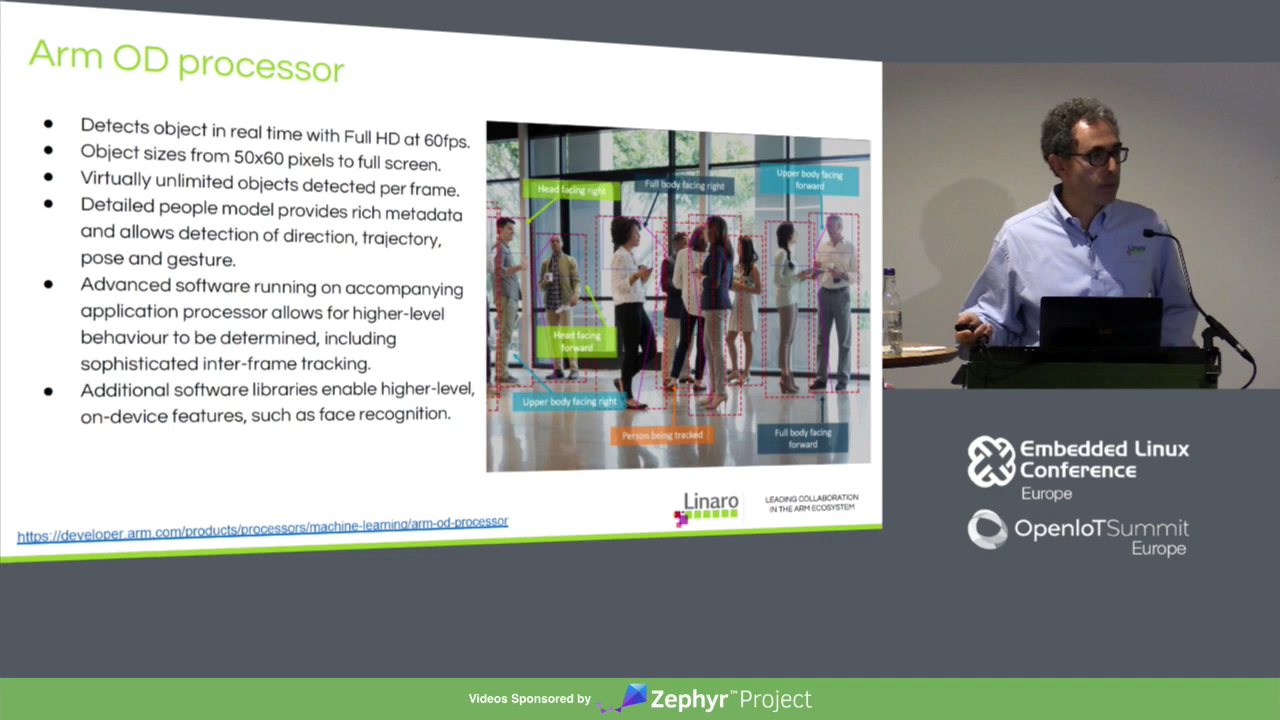 Arm OD processor
● Detects object in real time with Full HD at 60fps.
● Object sizes from 50x60 pixels to full screen.
● Virtually unlimited objects detected per frame.
● Detailed people model provides rich metadata
and allows detection of direction, trajectory,
pose and gesture.
● Advanced software running on accompanying
application processor allows for higher-level
behaviour to be determined, including
sophisticated inter-frame tracking.
● Additional software libraries enable higher-level,
on-device features, such as face recognition.
Head facing right
Full body facing right
Upper body facing
forward
Head facing
forward
Upper body facing right
Person being tracked
Full body facing
forward
https://developer.arm.com/products/processors/machine-learning/arm-od-processor
Linaro
LEADING COLLABORATION
IN THE ARM ECOSYSTEM
Linaro
Embedded Linux
Conference
Europe
OpenIoTSummit
Europe
Videos Sponsored by
Zephyr™Project